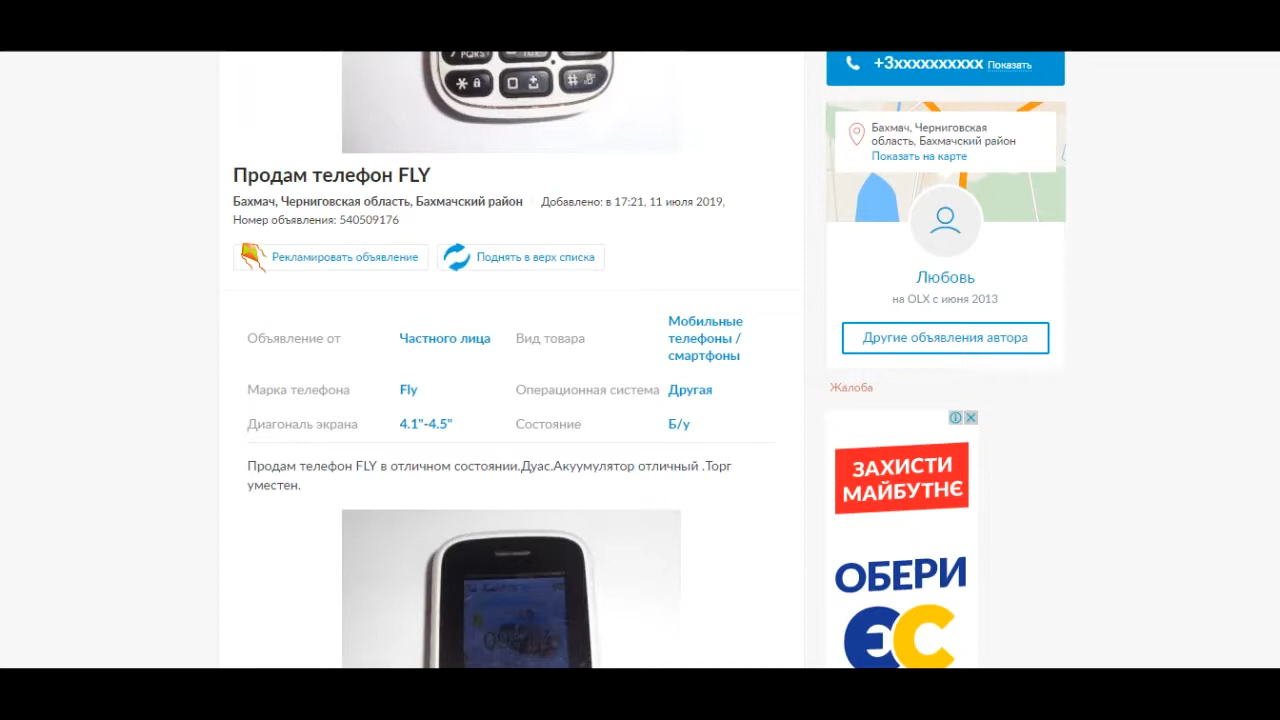 PQRS
* #
Продам телефон FLY
Бахмач, Черниговская область, Бахмачский район Добавлено: в 17:21, 11 июля 2019,
Номер объявления: 540509176
Рекламировать объявление Поднять в верх списка
Объявление от Частного лица Вид товара Мобильные
телефоны /
смартфоны
Марка телефона Fly Операционная система Другая
Диагональ экрана 4.1"-4.5" Состояние Б/у
Продам телефон FLY в отличном состоянии.Дуас.Акуумулятор отличный .Торг
уместен.
+3xxxxxxxxxx Показать
Бахмач, Черниговская
область, Бахмачский район
Показать на карте
Любовь
на OLX с июня 2013
Другие объявления автора
Жалоба
ЗАХИСТИ
МАЙБУТНЄ
ОБЕРИ
ЄС